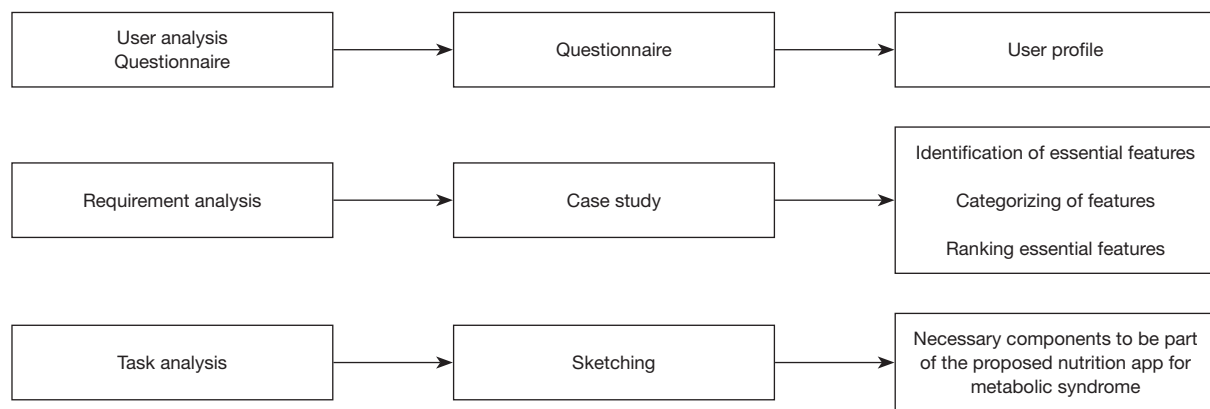 User analysis
Questionnaire
Questionnaire
User profile
Requirement analysis
Case study
Identification of essential features
Categorizing of features
Ranking essential features
Task analysis
Sketching
Necessary components to be part
of the proposed nutrition app for
metabolic syndrome